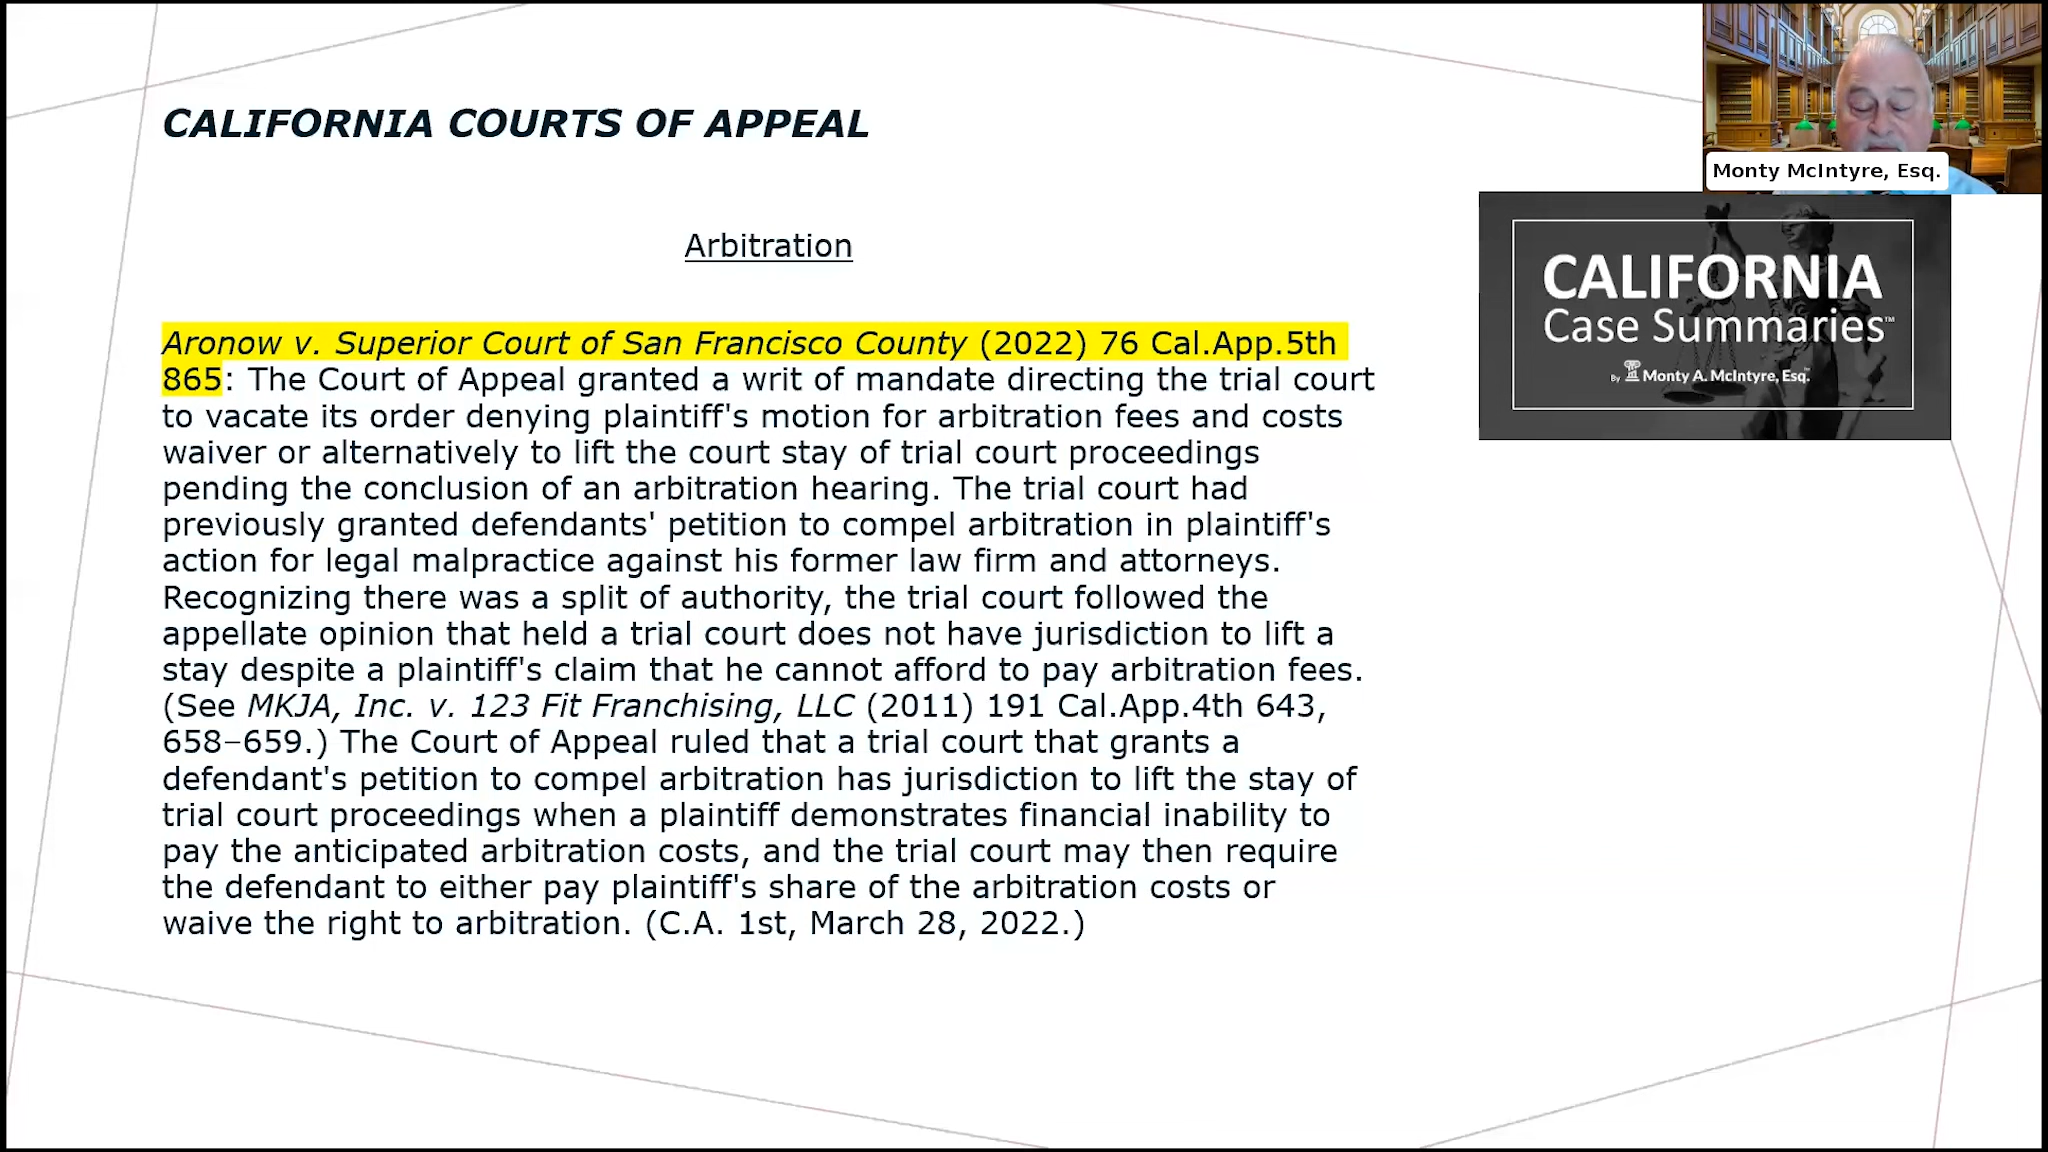 CALIFORNIA COURTS OF APPEAL
Monty McIntyre, Esq.
Arbitration
CALIFORNIA
Case Summaries™
By Monty A. McIntyre, Esq.
Aronow v. Superior Court of San Francisco County (2022) 76 Cal.App.5th
865: The Court of Appeal granted a writ of mandate directing the trial court
to vacate its order denying plaintiff's motion for arbitration fees and costs
waiver or alternatively to lift the court stay of trial court proceedings
pending the conclusion of an arbitration hearing. The trial court had
previously granted defendants' petition to compel arbitration in plaintiff's
action for legal malpractice against his former law firm and attorneys.
Recognizing there was a split of authority, the trial court followed the
appellate opinion that held a trial court does not have jurisdiction to lift a
stay despite a plaintiff's claim that he cannot afford to pay arbitration fees.
(See MKJA, Inc. v. 123 Fit Franchising, LLC (2011) 191 Cal.App.4th 643,
658–659.) The Court of Appeal ruled that a trial court that grants a
defendant's petition to compel arbitration has jurisdiction to lift the stay of
trial court proceedings when a plaintiff demonstrates financial inability to
pay the anticipated arbitration costs, and the trial court may then require
the defendant to either pay plaintiff's share of the arbitration costs or
waive the right to arbitration. (C.A. 1st, March 28, 2022.)